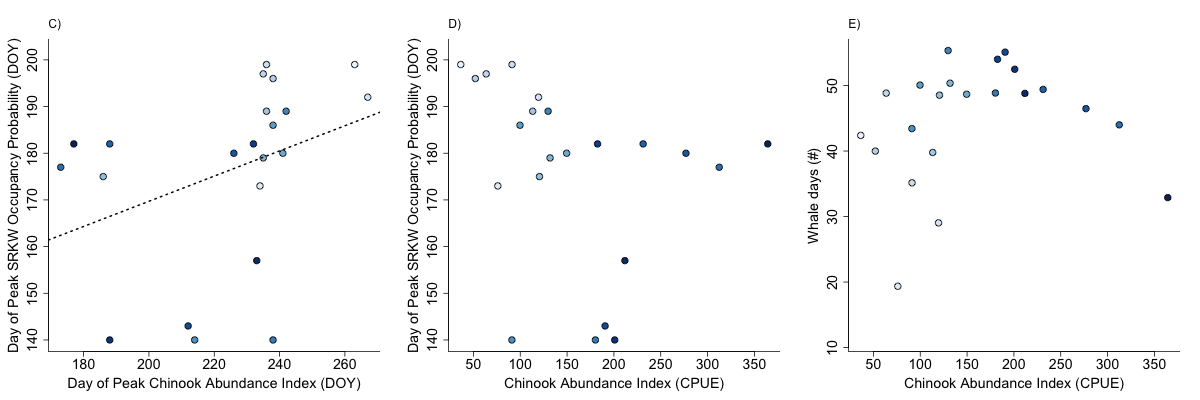 C)
Day of Peak SRKW Occupancy Probability (DOY)
200
190
180
170
160
150
140
180 200 220 240 260
Day of Peak Chinook Abundance Index (DOY)
D)
Day of Peak SRKW Occupancy Probability (DOY)
200
190
180
170
160
150
140
50 100 150 200 250 300 350
Chinook Abundance Index (CPUE)
E)
Whale days (#)
50
40
30
20
10
50 100 150 200 250 300 350
Chinook Abundance Index (CPUE)